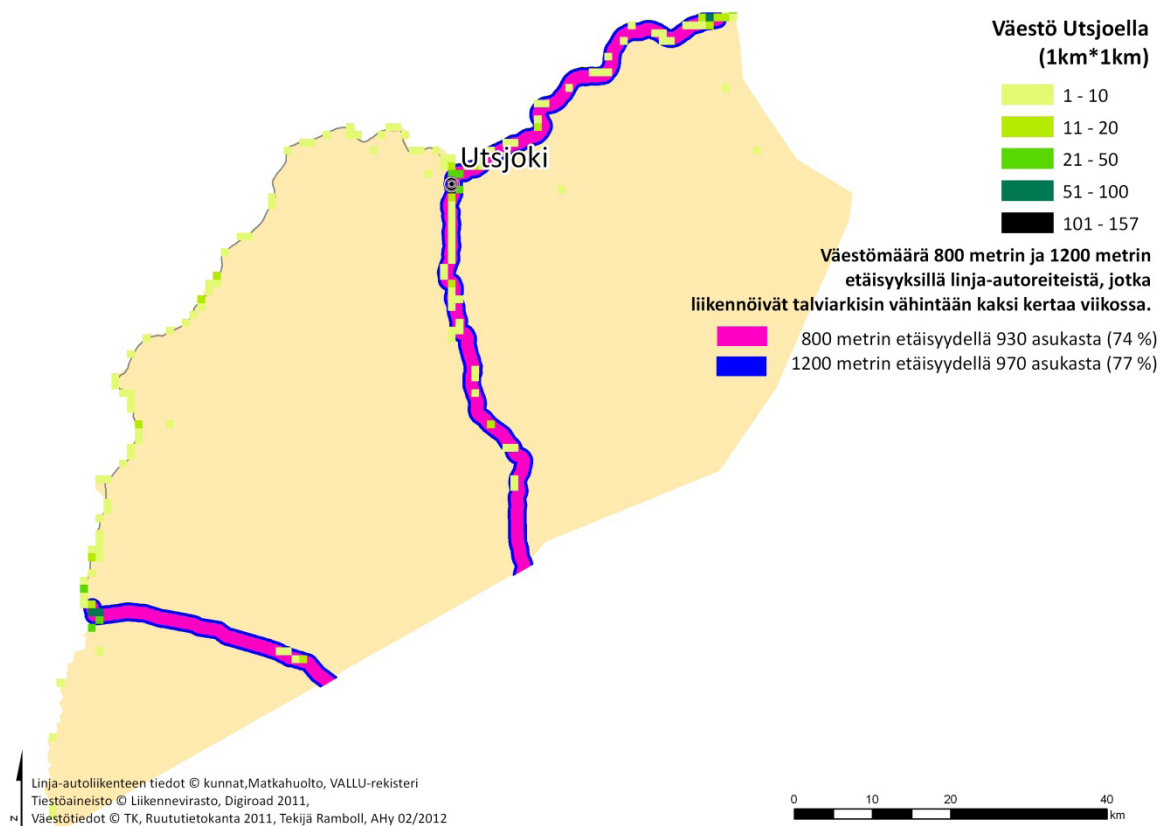 Väestö Utsjoella
(1km*1km)
1 - 10
11 - 20
21 - 50
51 - 100
101 - 157
Väestömäärä 800 metrin ja 1200 metrin
etäisyyksillä linja-autoreiteistä, jotka
liikennöivät talviarkisin vähintään kaksi kertaa viikossa.
800 metrin etäisyydellä 930 asukasta (74 %)
1200 metrin etäisyydellä 970 asukasta (77 %)
Utsjoki
Linja-autoliikenteen tiedot © kunnat,Matkahuolto, VALLU-rekisteri
Tiestöaineisto © Liikennevirasto, Digiroad 2011,
Väestötiedot © TK, Ruututietokanta 2011, Tekijä Ramboll, AHy 02/2012
N
0 10 20 30 40
km